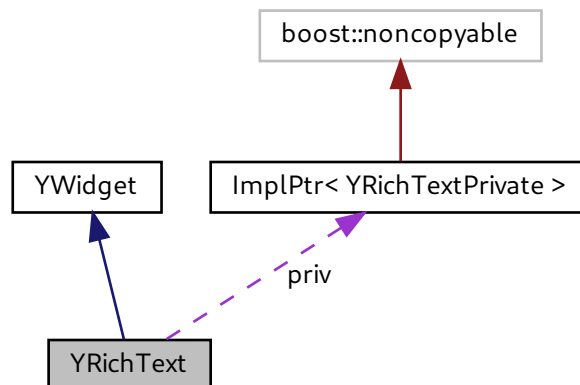 boost::noncopyable
YWidget
ImplPtr< YRichTextPrivate >
priv
YRichText